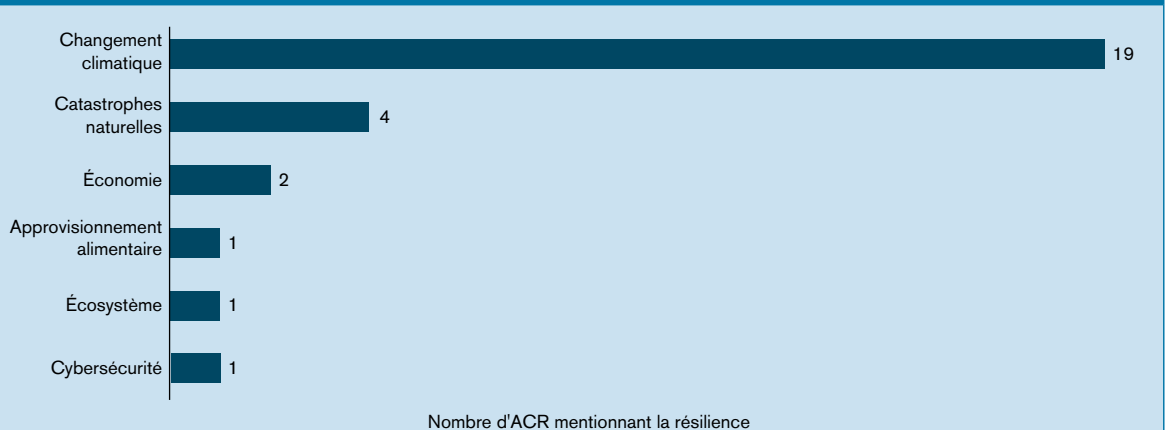 Changement
climatique
19
Catastrophes
naturelles
4
Économie
2
Approvisionnement
alimentaire
1
Écosystème
1
Cybersécurité
1
Nombre d'ACR mentionnant la résilience